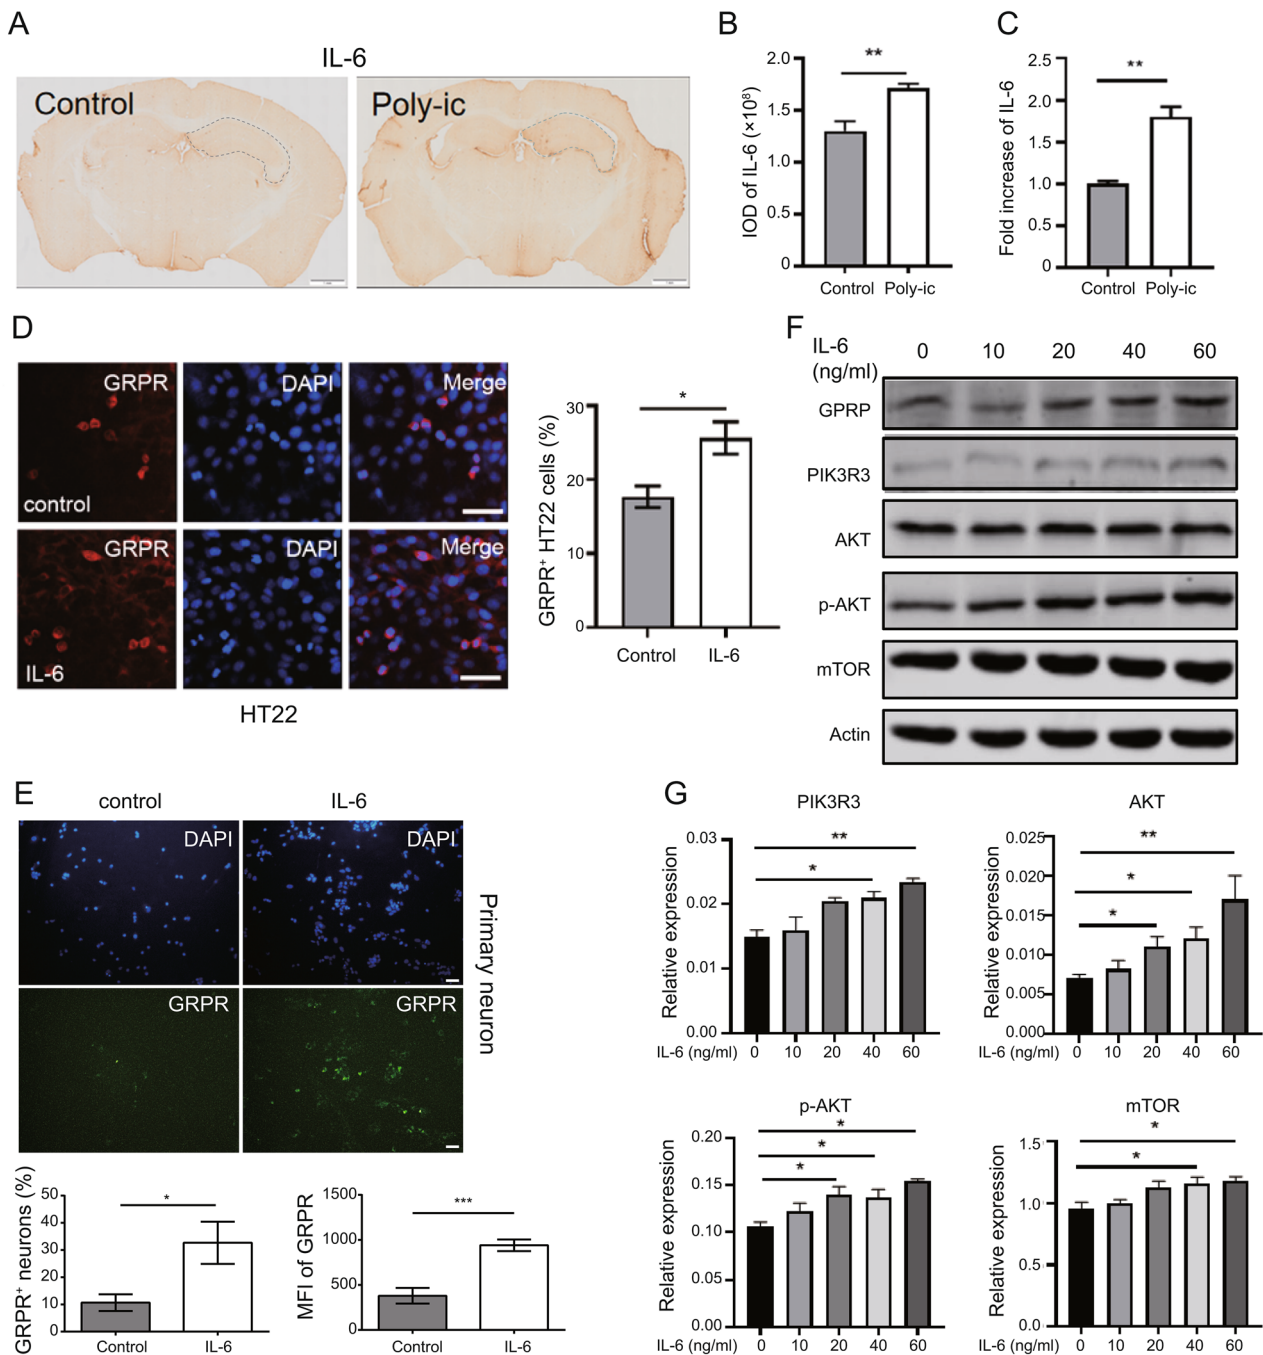 A
IL-6
Control
Poly-ic
B
IOD of IL-6 (×10⁸)
2.0
1.5
1.0
0.5
0
**
Control Poly-ic
C
Fold increase of IL-6
2.5
2.0
1.5
1.0
0.5
0
**
Control Poly-ic
D
GRPR
DAPI
Merge
control
GRPR
DAPI
Merge
IL-6
HT22
GRPR⁺ HT22 cells (%)
30
20
10
0
*
Control IL-6
F
IL-6
(ng/ml)
0 10 20 40 60
GPRP
PIK3R3
AKT
p-AKT
mTOR
Actin
E
control IL-6
DAPI
DAPI
GRPR
GRPR
Primary neuron
GRPR⁺ neurons (%)
50
40
30
20
10
0
*
Control IL-6
MFI of GRPR
1500
1000
500
0
***
Control IL-6
G
PIK3R3
Relative expression
0.03
0.02
0.01
0.00
**
*
IL-6 (ng/ml) 0 10 20 40 60
AKT
Relative expression
0.025
0.020
0.015
0.010
0.005
0.000
**
*
*
IL-6 (ng/ml) 0 10 20 40 60
p-AKT
Relative expression
0.20
0.15
0.10
0.05
0.00
*
*
*
IL-6 (ng/ml) 0 10 20 40 60
mTOR
Relative expression
1.5
1.0
0.5
0.0
*
*
IL-6 (ng/ml) 0 10 20 40 60